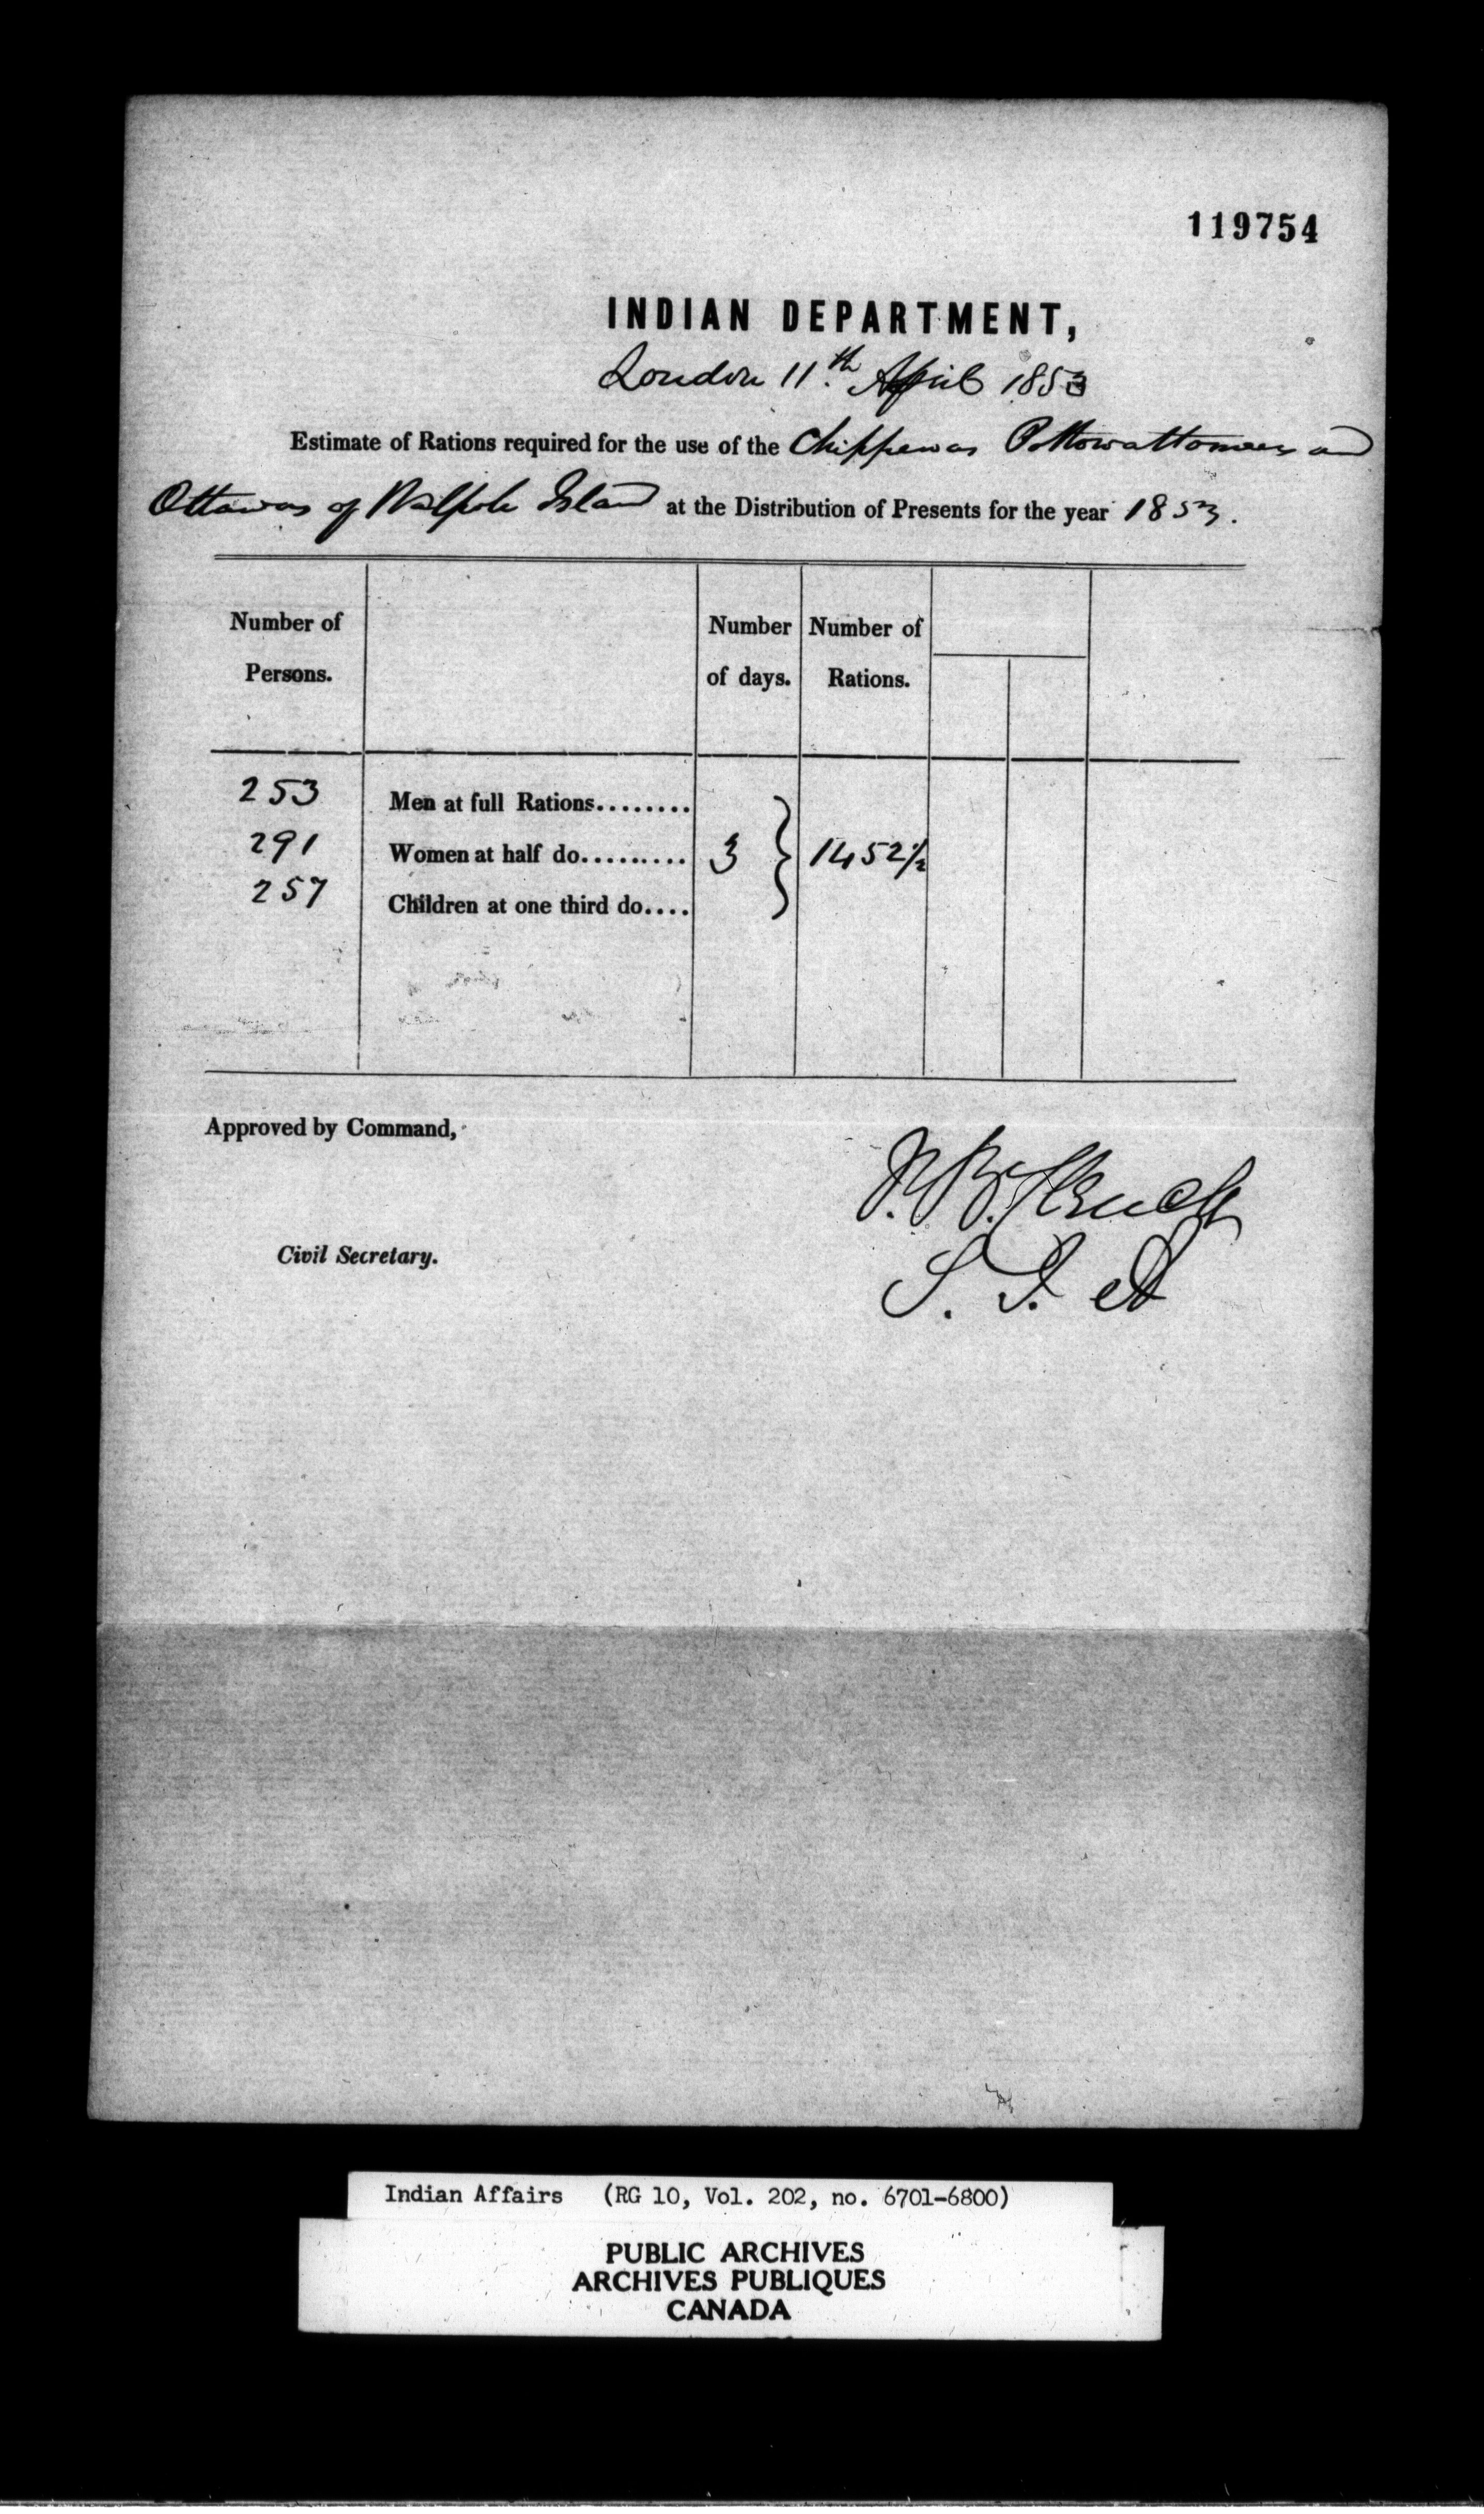 119754
INDIAN DEPARTMENT,
London 11th. April 1853
Estimate of Rations required for the use of the Chippewas Pottowattomees and
Ottawas of Walpole Island at the Distribution of Presents for the year 1853.
Number of Persons. Number of days. Number of Rations.
253 Men at full Rations........
291 Women at half do......... 3 1452 1/2
257 Children at one third do....
Approved by Command,
Civil Secretary.
S. I. A
Indian Affairs (RG 10, Vol. 202, no. 6701-6800)
PUBLIC ARCHIVES
ARCHIVES PUBLIQUES
CANADA